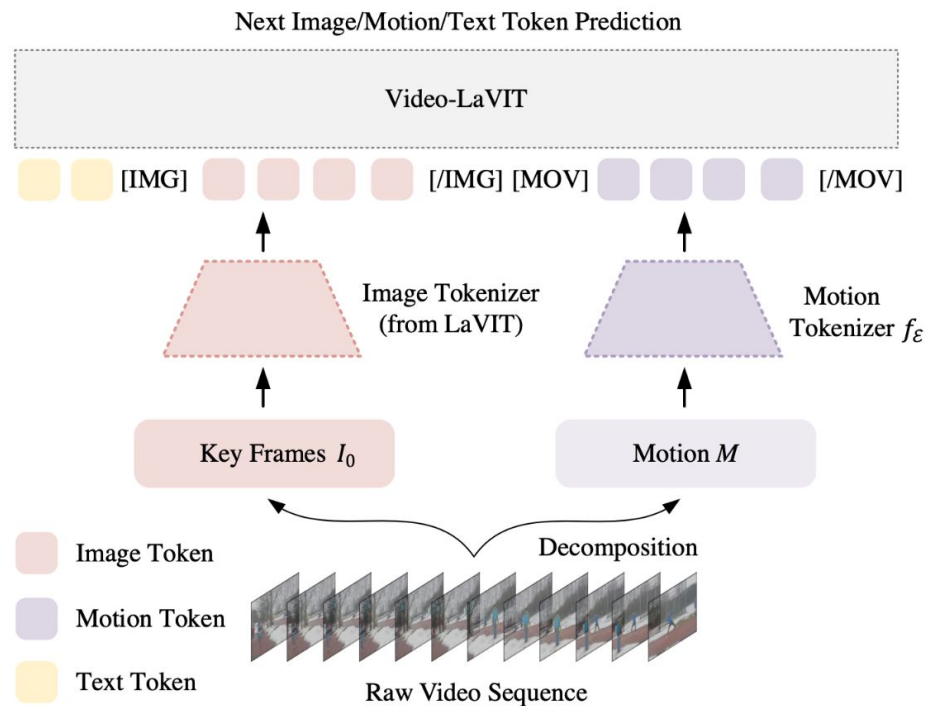 Next Image/Motion/Text Token Prediction
Video-LaVIT
[IMG] [/IMG] [MOV] [/MOV]
Image Tokenizer
(from LaVIT)
Motion
Tokenizer f_ε
Key Frames I₀
Motion M
Decomposition
Image Token
Motion Token
Text Token
Raw Video Sequence